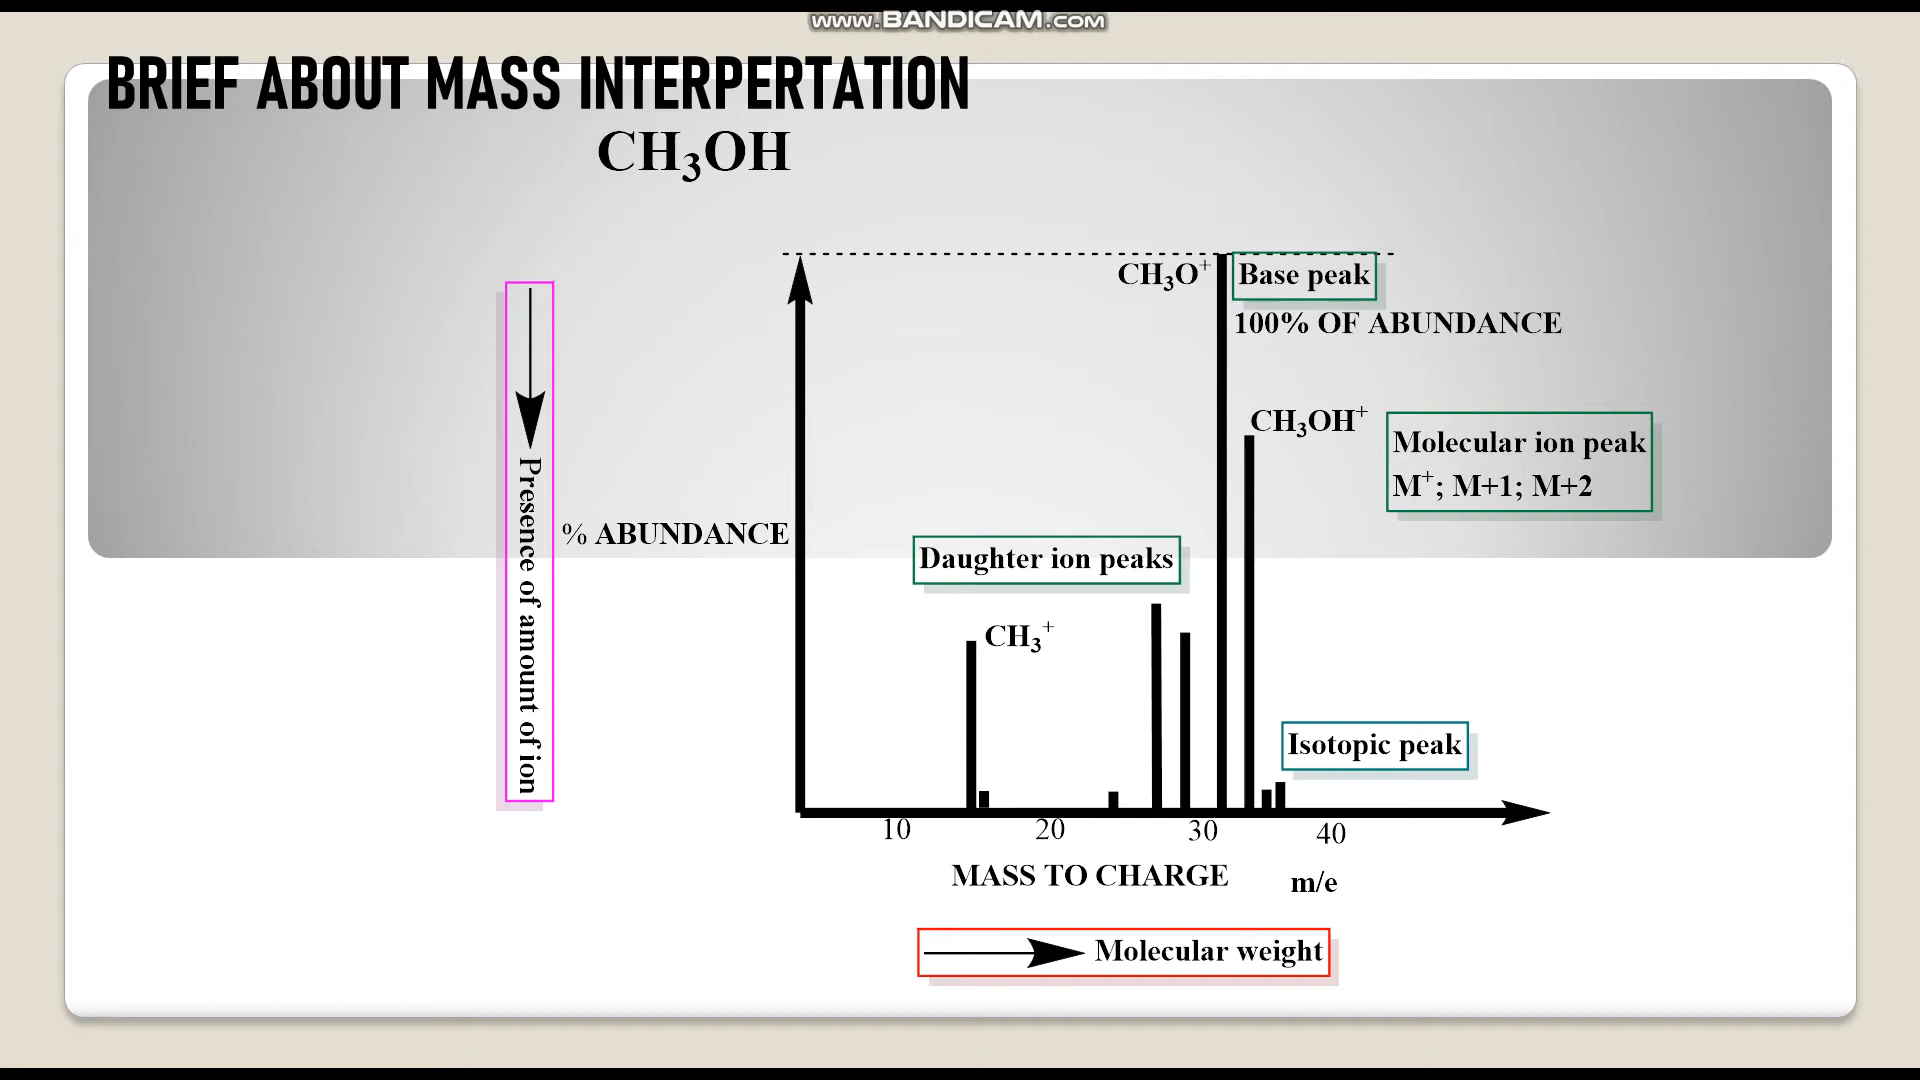 www.BANDICAM.com
BRIEF ABOUT MASS INTERPERTATION
CH₃OH
CH₃O⁺
Base peak
100% OF ABUNDANCE
CH₃OH⁺
Molecular ion peak
M⁺; M+1; M+2
Presence of amount of ion
% ABUNDANCE
Daughter ion peaks
CH₃⁺
Isotopic peak
10 20 30 40
MASS TO CHARGE m/e
Molecular weight